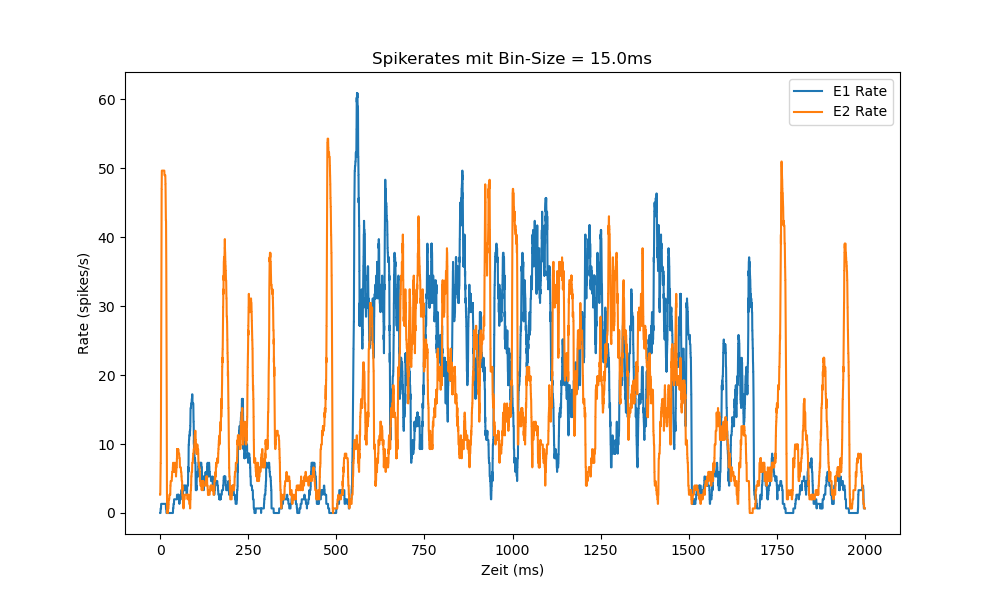 Spikerates mit Bin-Size = 15.0ms
E1 Rate
E2 Rate
Rate (spikes/s)
60
50
40
30
20
10
0
0 250 500 750 1000 1250 1500 1750 2000
Zeit (ms)